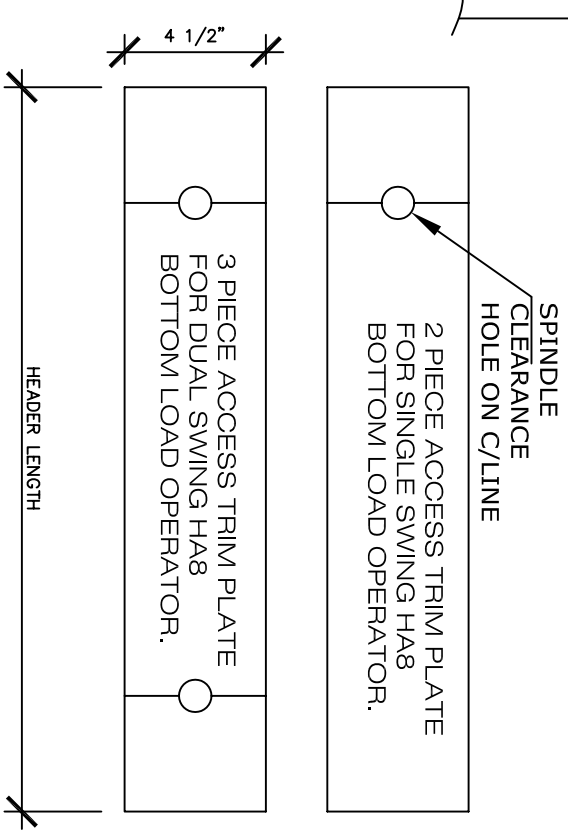 SPINDLE
CLEARANCE
HOLE ON C/LINE
2 PIECE ACCESS TRIM PLATE
FOR SINGLE SWING HA8
BOTTOM LOAD OPERATOR.
3 PIECE ACCESS TRIM PLATE
FOR DUAL SWING HA8
BOTTOM LOAD OPERATOR.
4 1/2"
HEADER LENGTH